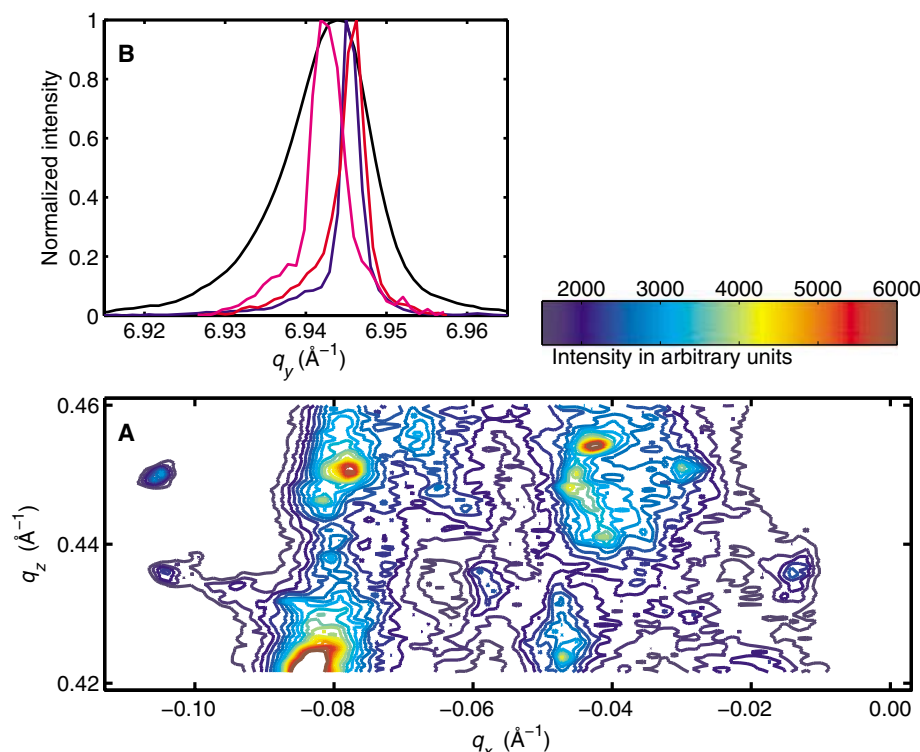 B
Normalized intensity
1
0.8
0.6
0.4
0.2
0
6.92 6.93 6.94 6.95 6.96
q_y (Å⁻¹)
2000 3000 4000 5000 6000
Intensity in arbitrary units
A
q_z (Å⁻¹)
0.46
0.44
0.42
−0.10 −0.08 −0.06 −0.04 −0.02 0.00
q_x (Å⁻¹)